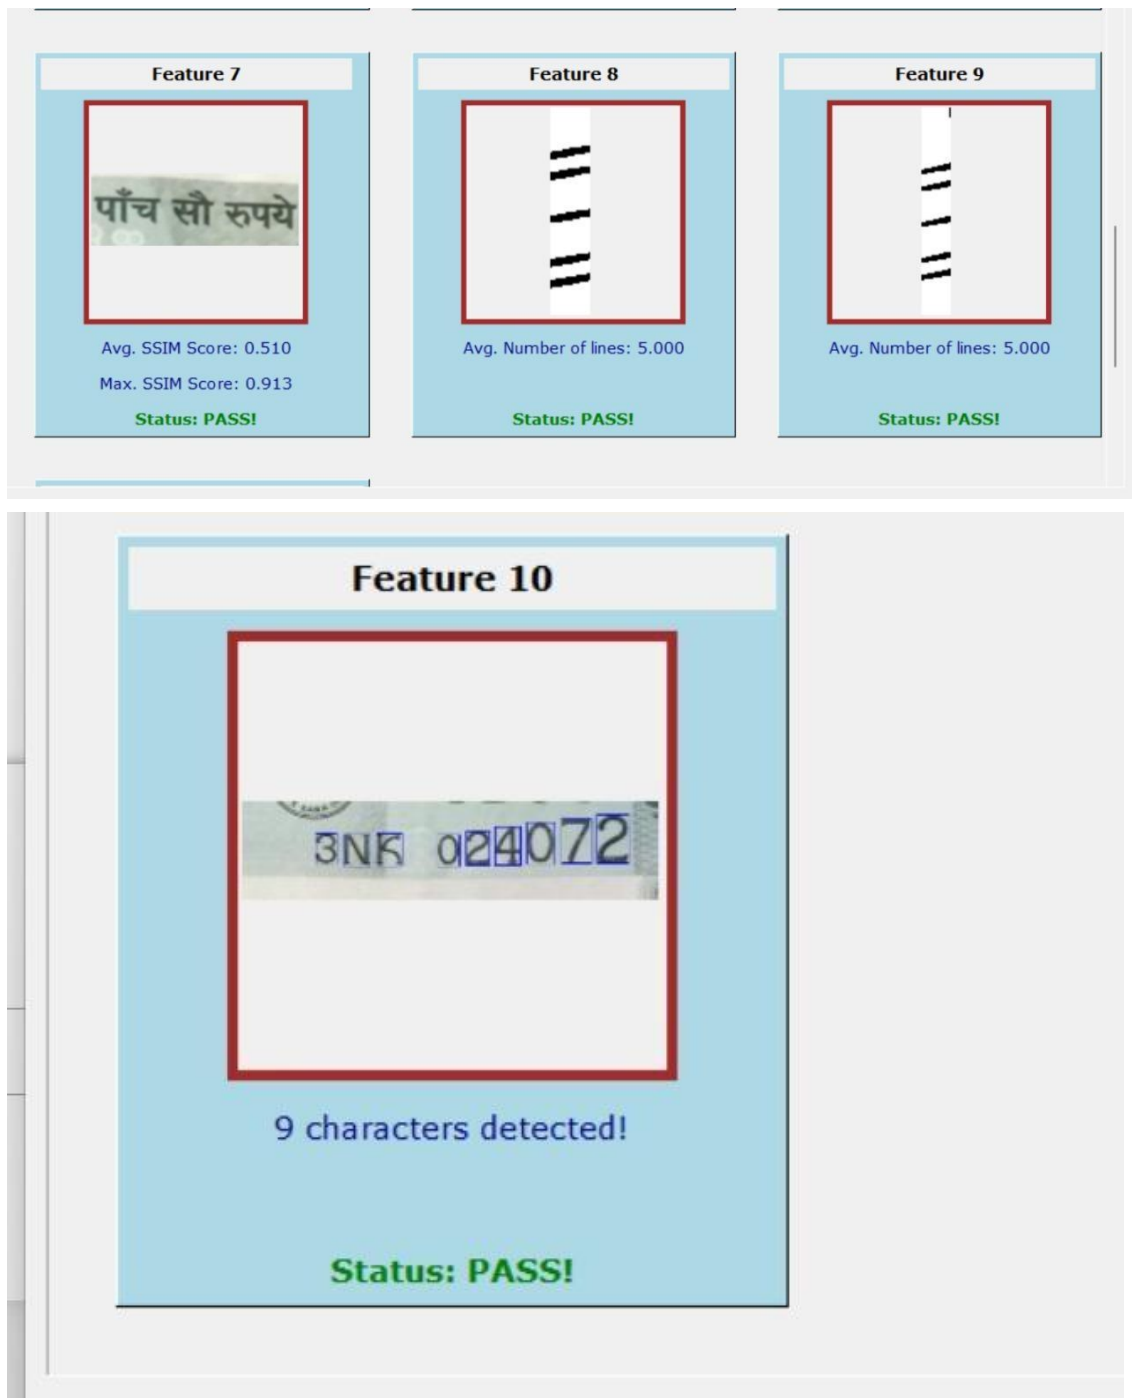 Feature 7
Feature 8
Feature 9
पाँच सौ रुपये
Avg. SSIM Score: 0.510
Max. SSIM Score: 0.913
Status: PASS!
Avg. Number of lines: 5.000
Status: PASS!
Avg. Number of lines: 5.000
Status: PASS!
Feature 10
3NK 024072
9 characters detected!
Status: PASS!